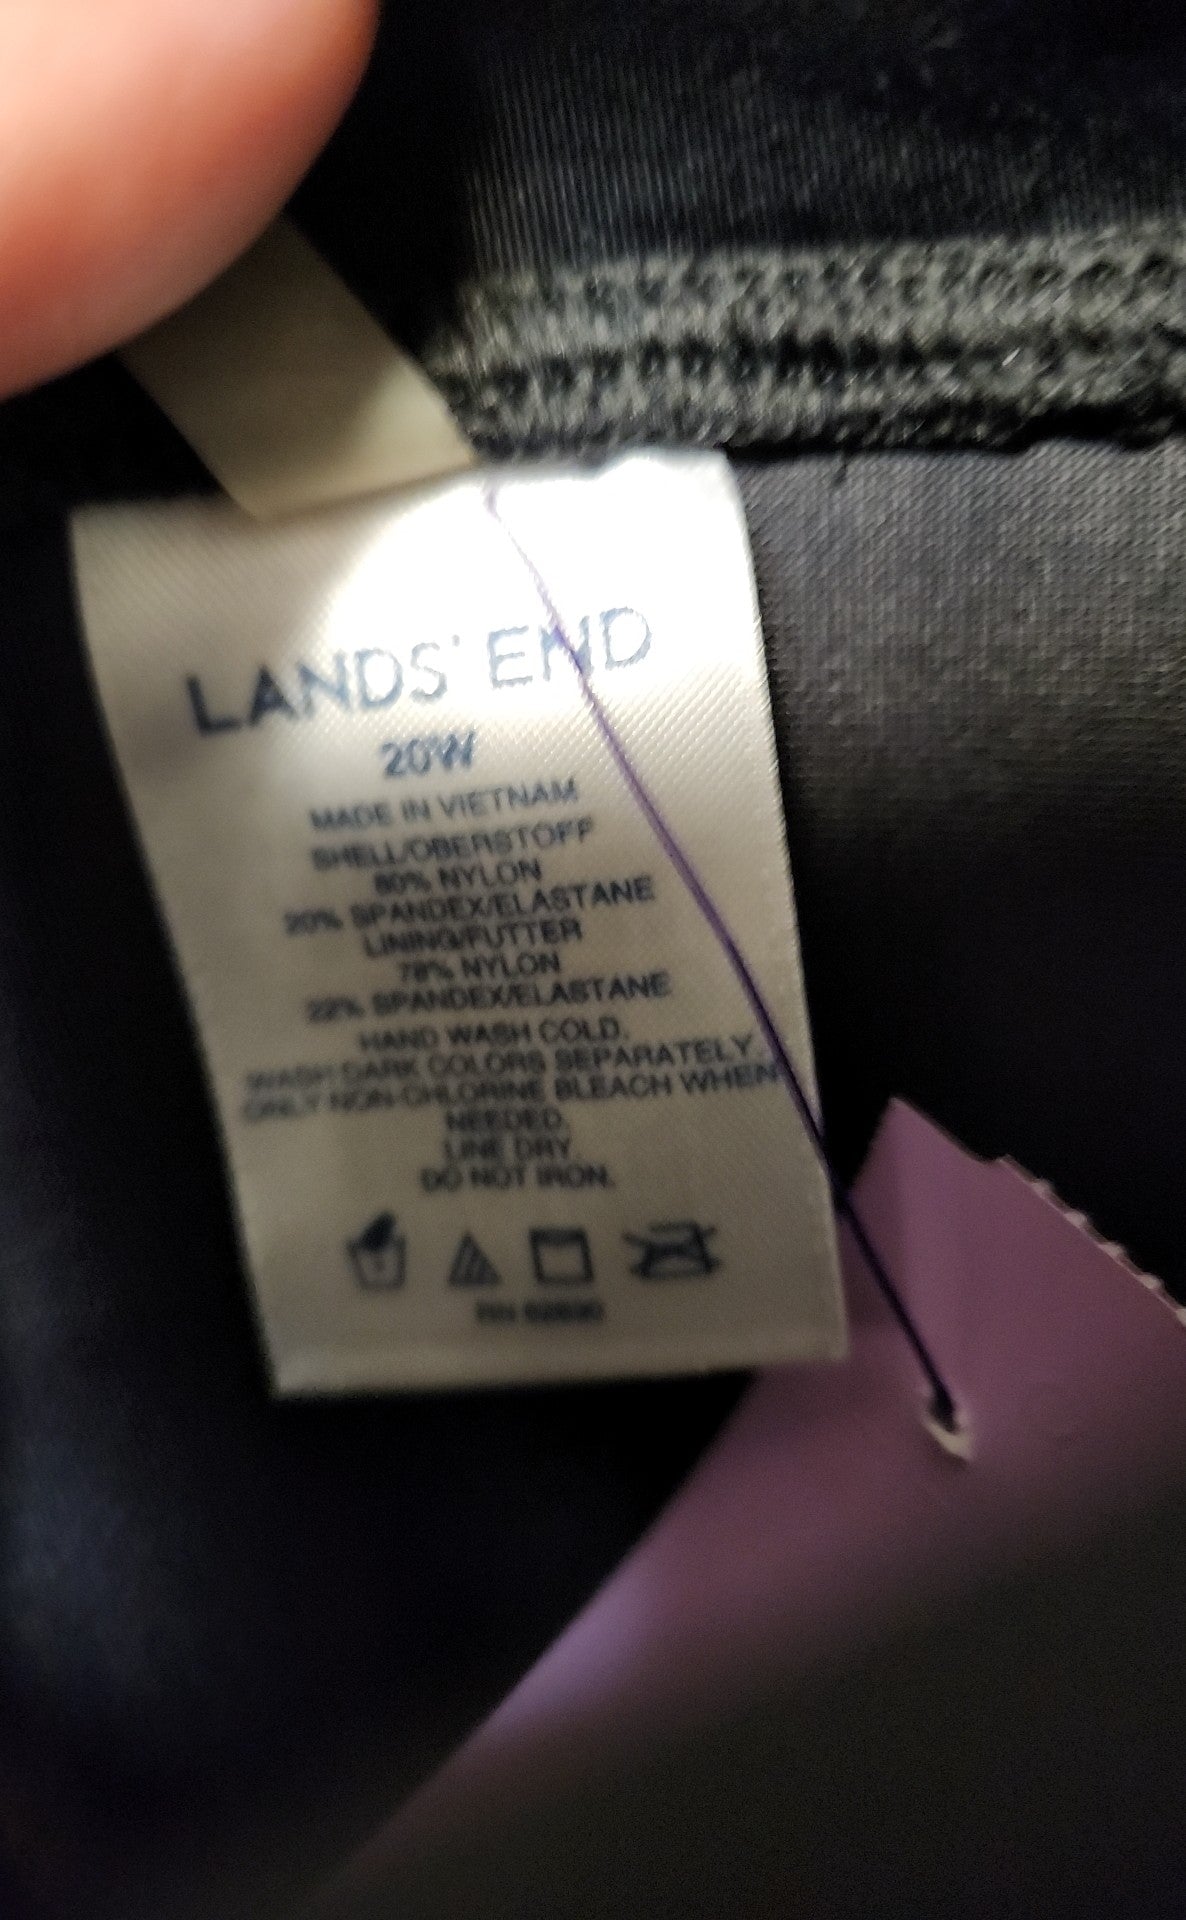 LANDS' END
20W
MADE IN VIETNAM
SHELL/OBERSTOFF
80% NYLON
20% SPANDEX/ELASTANE
LINING/FUTTER
78% NYLON
22% SPANDEX/ELASTANE
HAND WASH COLD.
WASH DARK COLORS SEPARATELY.
ONLY NON-CHLORINE BLEACH WHEN
NEEDED.
LINE DRY.
DO NOT IRON.
RN